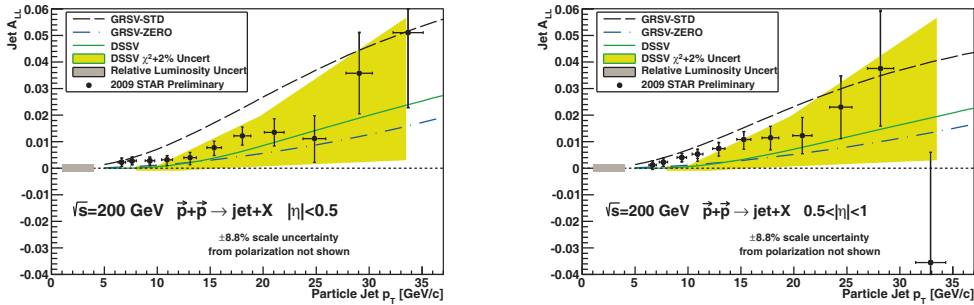 Jet A_LL
0.06
0.05
0.04
0.03
0.02
0.01
0
-0.01
-0.02
-0.03
-0.04
GRSV-STD
GRSV-ZERO
DSSV
DSSV χ²+2% Uncert
Relative Luminosity Uncert
2009 STAR Preliminary
√s=200 GeV p⃗+p⃗ → jet+X |η|<0.5
±8.8% scale uncertainty
from polarization not shown
0 5 10 15 20 25 30 35
Particle Jet p_T [GeV/c]
Jet A_LL
0.06
0.05
0.04
0.03
0.02
0.01
0
-0.01
-0.02
-0.03
-0.04
GRSV-STD
GRSV-ZERO
DSSV
DSSV χ²+2% Uncert
Relative Luminosity Uncert
2009 STAR Preliminary
√s=200 GeV p⃗+p⃗ → jet+X 0.5<|η|<1
±8.8% scale uncertainty
from polarization not shown
0 5 10 15 20 25 30 35
Particle Jet p_T [GeV/c]